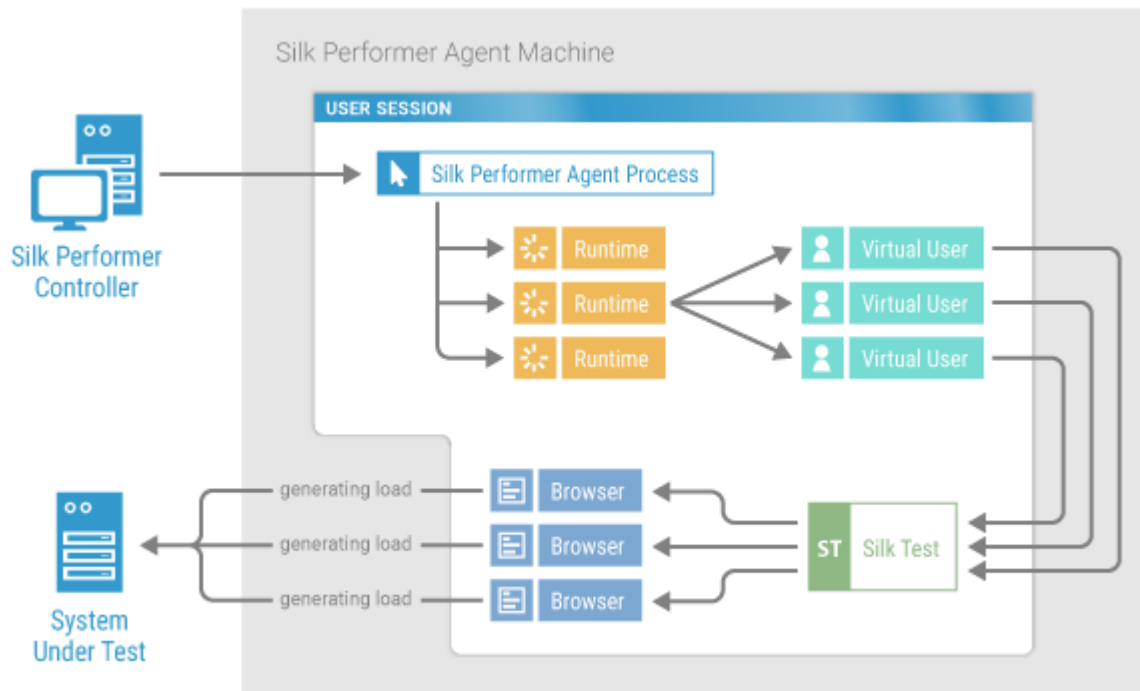 Silk Performer Agent Machine
USER SESSION
Silk Performer Agent Process
Silk Performer
Controller
Runtime
Virtual User
Runtime
Virtual User
Runtime
Virtual User
generating load
Browser
generating load
Browser
ST
Silk Test
generating load
Browser
System
Under Test